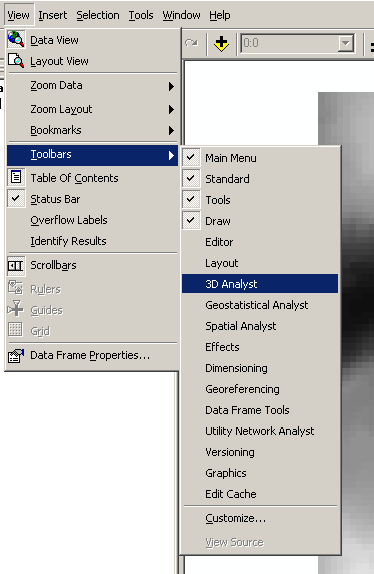 View Insert Selection Tools Window Help
Data View
Layout View
0:0
Zoom Data
Zoom Layout
Bookmarks
Toolbars
Table Of Contents
Status Bar
Overflow Labels
Identify Results
Scrollbars
Rulers
Guides
Grid
Data Frame Properties...
Main Menu
Standard
Tools
Draw
Editor
Layout
3D Analyst
Geostatistical Analyst
Spatial Analyst
Effects
Dimensioning
Georeferencing
Data Frame Tools
Utility Network Analyst
Versioning
Graphics
Edit Cache
Customize...
View Source